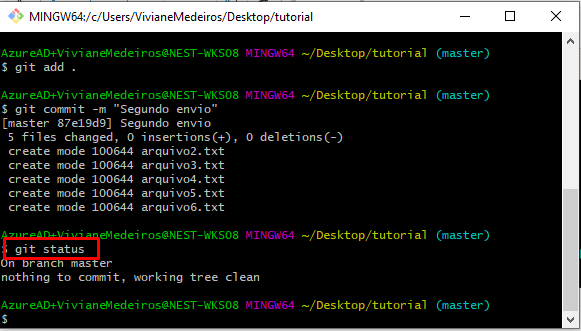 MINGW64:/c/Users/VivianeMedeiros/Desktop/tutorial
AzureAD+VivianeMedeiros@NEST-WKS08 MINGW64 ~/Desktop/tutorial (master)
$ git add .
AzureAD+VivianeMedeiros@NEST-WKS08 MINGW64 ~/Desktop/tutorial (master)
$ git commit -m "Segundo envio"
[master 87e19d9] Segundo envio
5 files changed, 0 insertions(+), 0 deletions(-)
create mode 100644 arquivo2.txt
create mode 100644 arquivo3.txt
create mode 100644 arquivo4.txt
create mode 100644 arquivo5.txt
create mode 100644 arquivo6.txt
AzureAD+VivianeMedeiros@NEST-WKS08 MINGW64 ~/Desktop/tutorial (master)
$ git status
On branch master
nothing to commit, working tree clean
AzureAD+VivianeMedeiros@NEST-WKS08 MINGW64 ~/Desktop/tutorial (master)
$